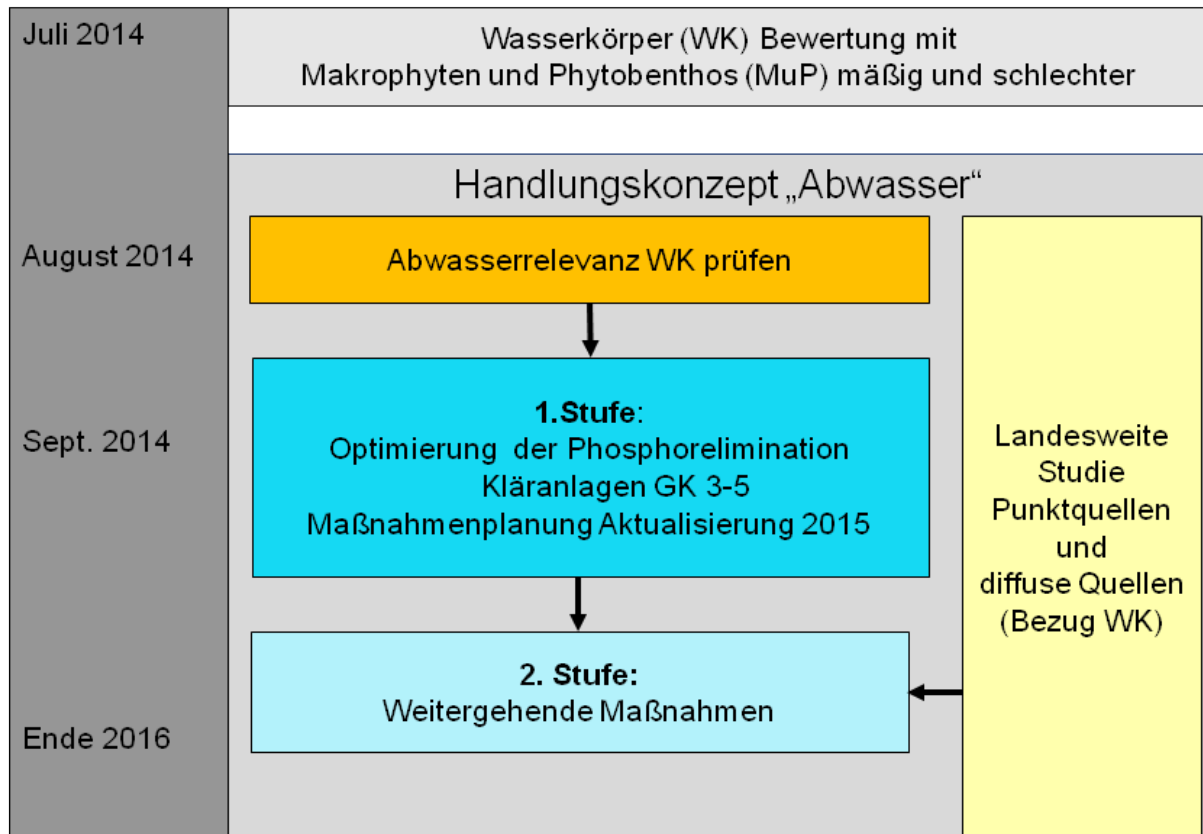 Juli 2014
Wasserkörper (WK) Bewertung mit
Makrophyten und Phytobenthos (MuP) mäßig und schlechter
Handlungskonzept „Abwasser“
August 2014
Abwasserrelevanz WK prüfen
Sept. 2014
1.Stufe:
Optimierung der Phosphorelimination
Kläranlagen GK 3-5
Maßnahmenplanung Aktualisierung 2015
Landesweite
Studie
Punktquellen
und
diffuse Quellen
(Bezug WK)
Ende 2016
2. Stufe:
Weitergehende Maßnahmen